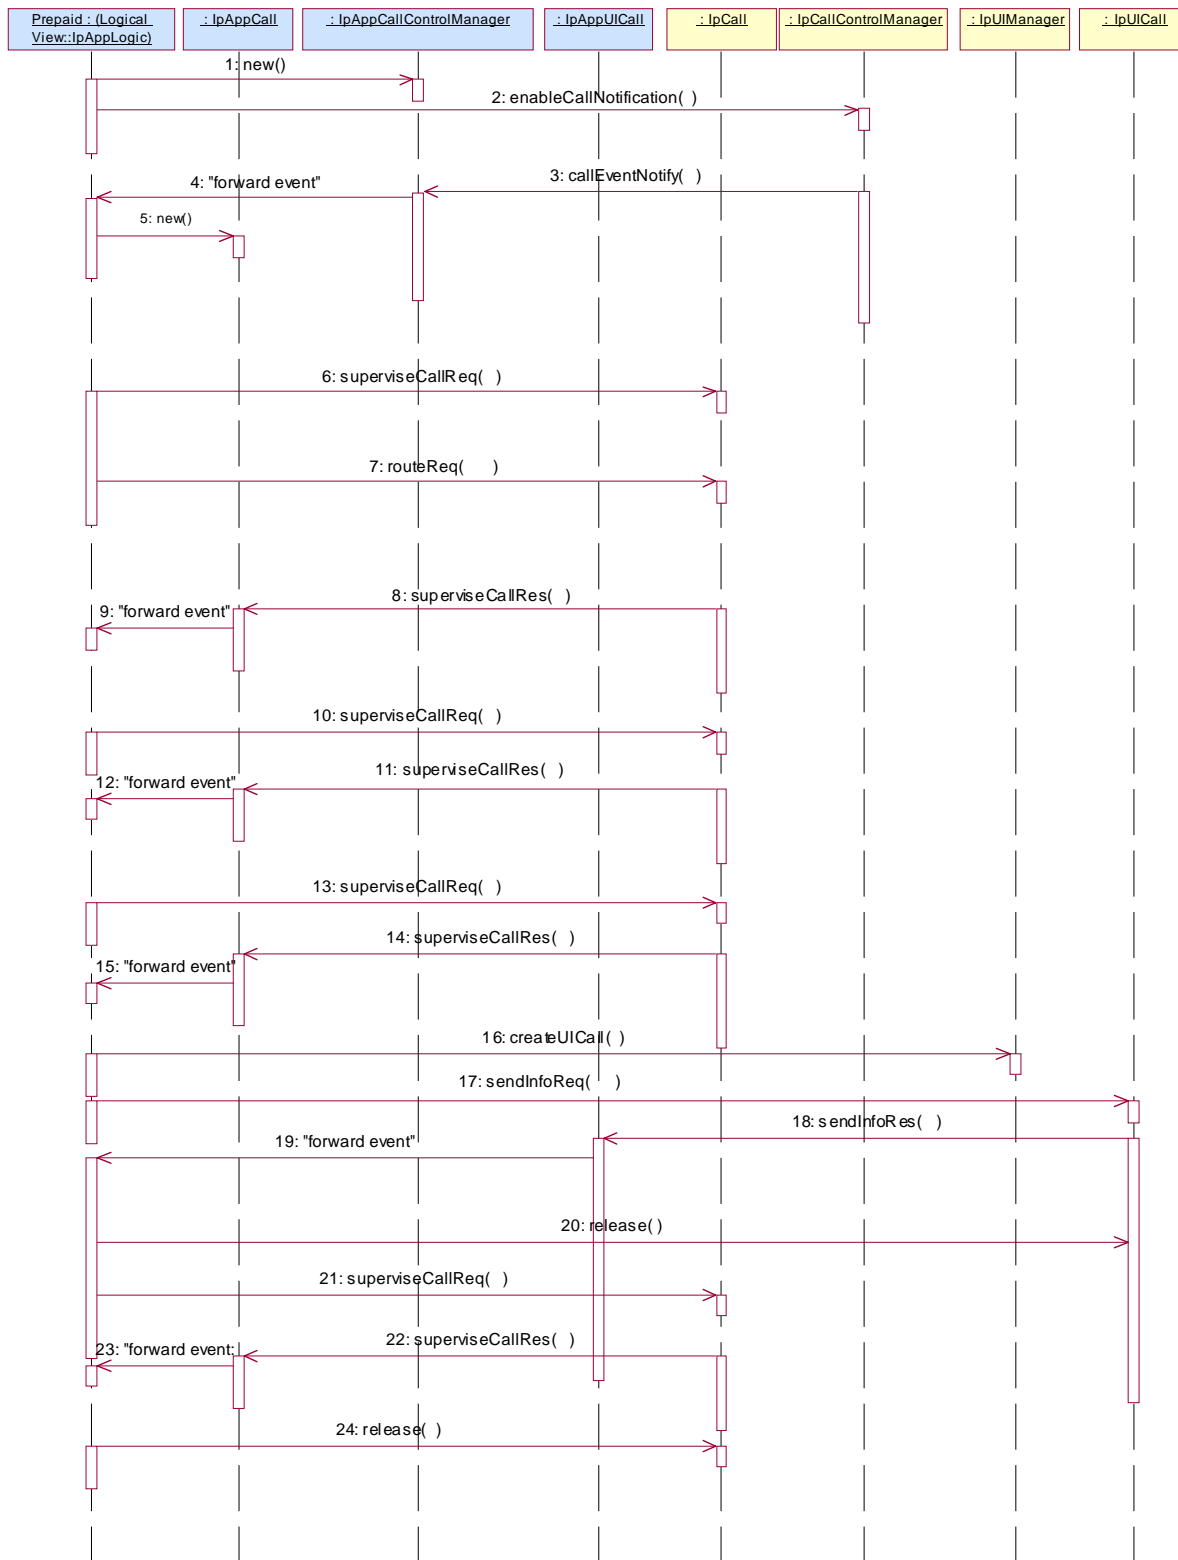 Prepaid : (Logical
View::IpAppLogic)
: IpAppCall
: IpAppCallControlManager
: IpAppUICall
: IpCall
: IpCallControlManager
: IpUIManager
: IpUICall
1: new()
2: enableCallNotification( )
3: callEventNotify( )
4: "forward event"
5: new()
6: superviseCallReq( )
7: routeReq( )
8: superviseCallRes( )
9: "forward event"
10: superviseCallReq( )
11: superviseCallRes( )
12: "forward event"
13: superviseCallReq( )
14: superviseCallRes( )
15: "forward event"
16: createUICall( )
17: sendInfoReq( )
18: sendInfoRes( )
19: "forward event"
20: release( )
21: superviseCallReq( )
22: superviseCallRes( )
23: "forward event:
24: release( )